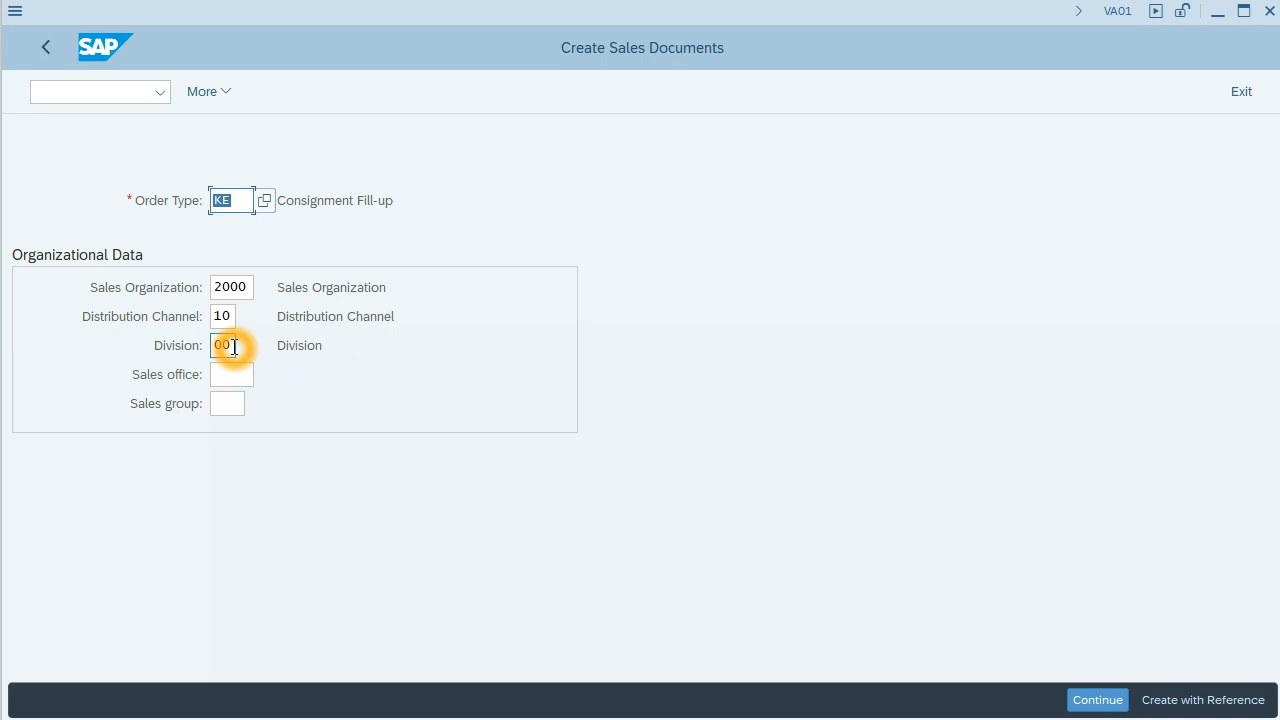 VA01
SAP Create Sales Documents
More Exit
* Order Type: KE Consignment Fill-up
Organizational Data
Sales Organization: 2000 Sales Organization
Distribution Channel: 10 Distribution Channel
Division: 00 Division
Sales office:
Sales group:
Continue Create with Reference